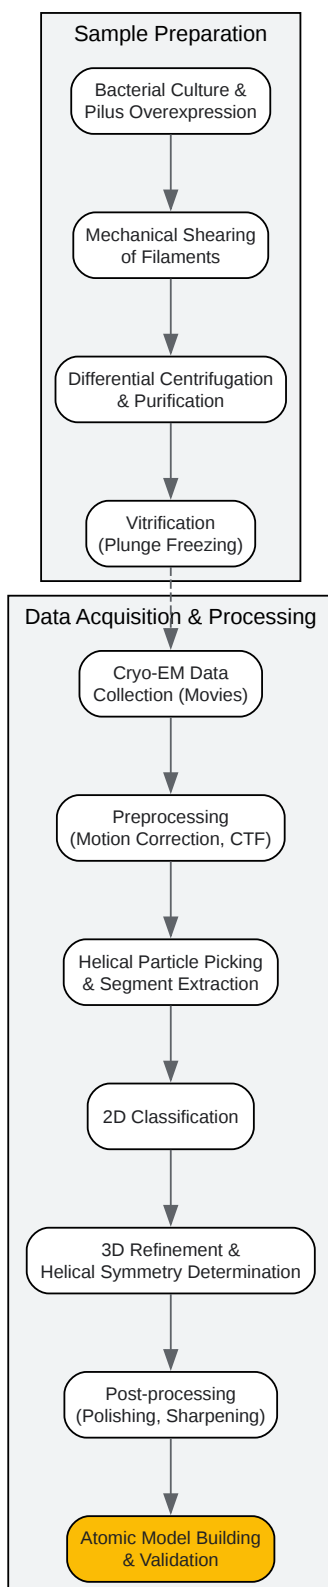 Sample Preparation
Bacterial Culture &
Pilus Overexpression
Mechanical Shearing
of Filaments
Differential Centrifugation
& Purification
Vitrification
(Plunge Freezing)
Data Acquisition & Processing
Cryo-EM Data
Collection (Movies)
Preprocessing
(Motion Correction, CTF)
Helical Particle Picking
& Segment Extraction
2D Classification
3D Refinement &
Helical Symmetry Determination
Post-processing
(Polishing, Sharpening)
Atomic Model Building
& Validation